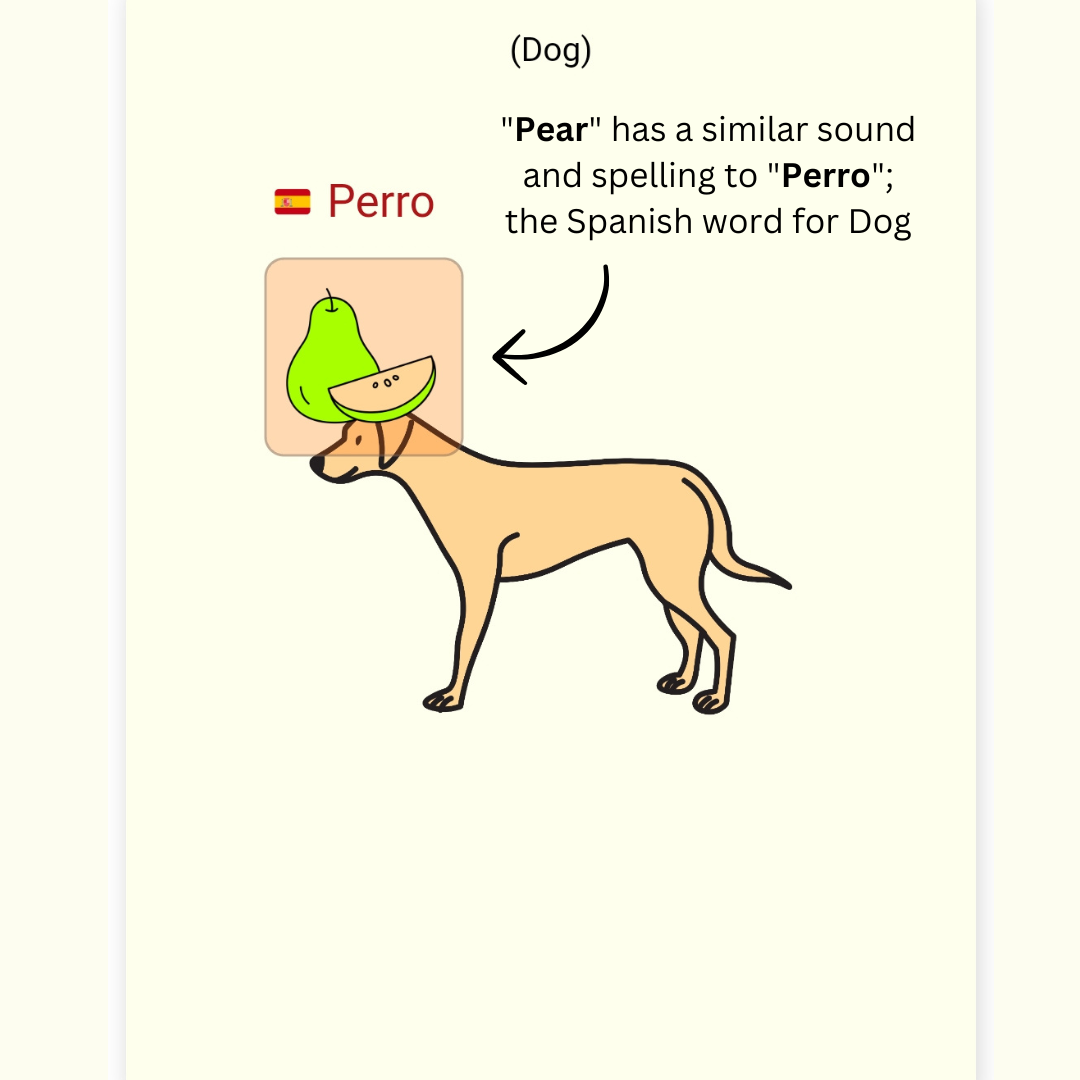 (Dog)
"Pear" has a similar sound
and spelling to "Perro";
the Spanish word for Dog
Perro